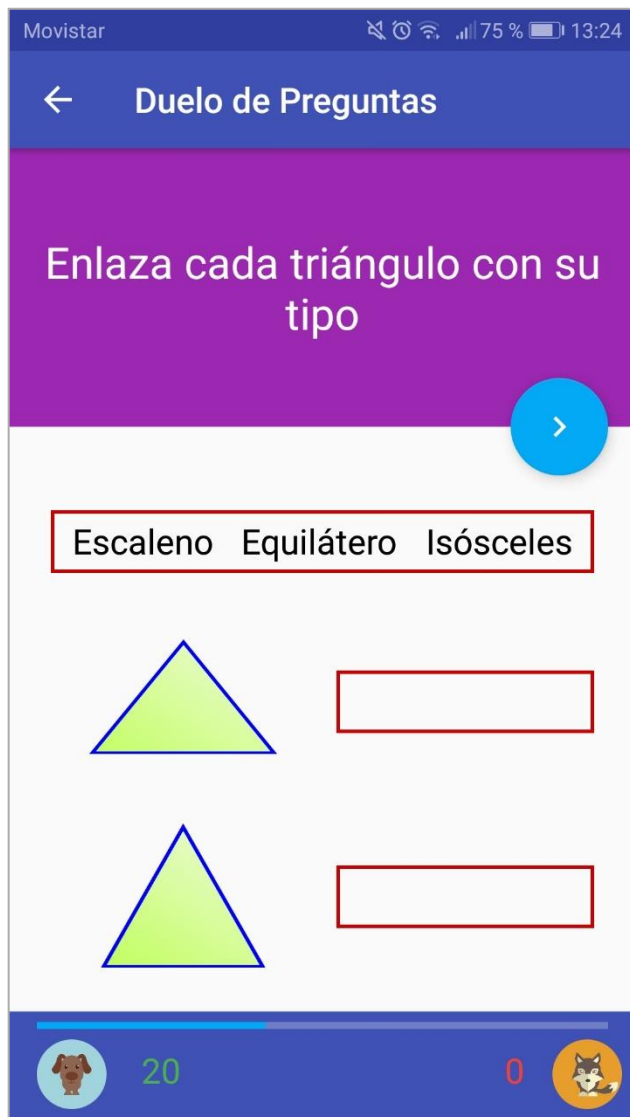 Movistar 75 % 13:24
Duelo de Preguntas
Enlaza cada triángulo con su
tipo
Escaleno Equilátero Isósceles
20 0